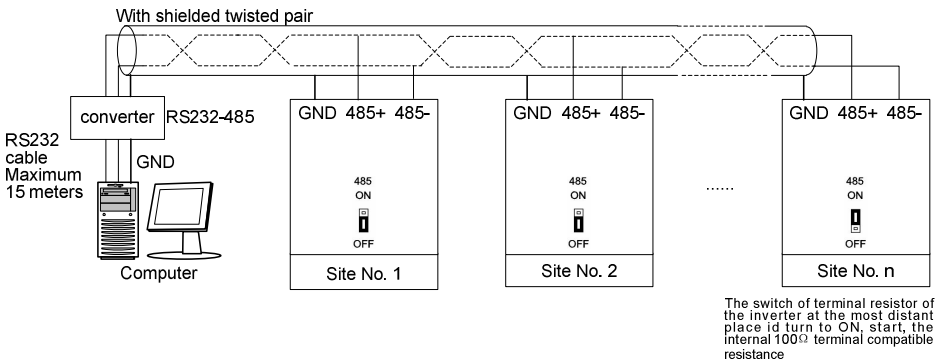 With shielded twisted pair
converter
RS232-485
RS232
cable
Maximum
15 meters
GND
Computer
GND 485+ 485-
485
ON
OFF
Site No. 1
GND 485+ 485-
485
ON
OFF
Site No. 2
......
GND 485+ 485-
485
ON
OFF
Site No. n
The switch of terminal resistor of
the inverter at the most distant
place id turn to ON, start, the
internal 100Ω terminal compatible
resistance